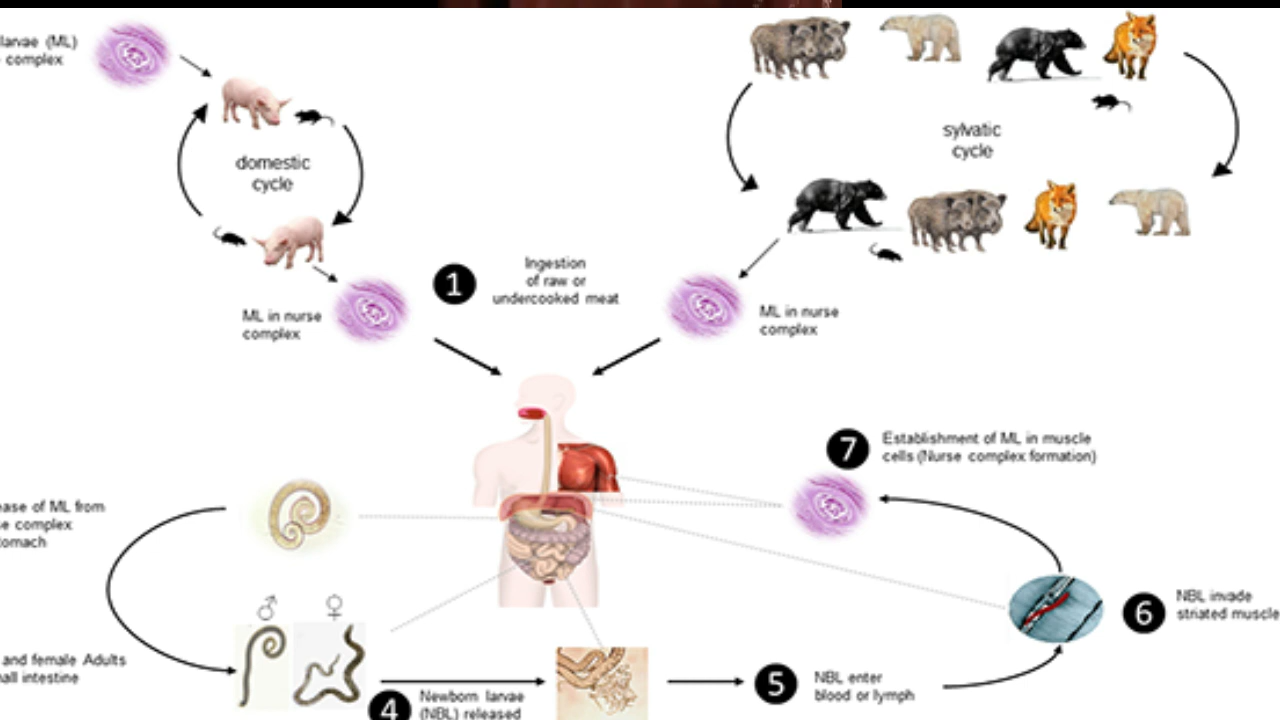 larvae (ML)
complex
domestic
cycle
ML in nurse
complex
1
Ingestion
of raw or
undercooked meat
sylvatic
cycle
ML in nurse
complex
7
Establishment of ML in muscle
cells (Nurse complex formation)
ease of ML from
se complex
tomach
♂
♀
6
NBL invade
striated muscle
and female Adults
all intestine
4
Newborn larvae
(NBL) released
5
NBL enter
blood or lymph